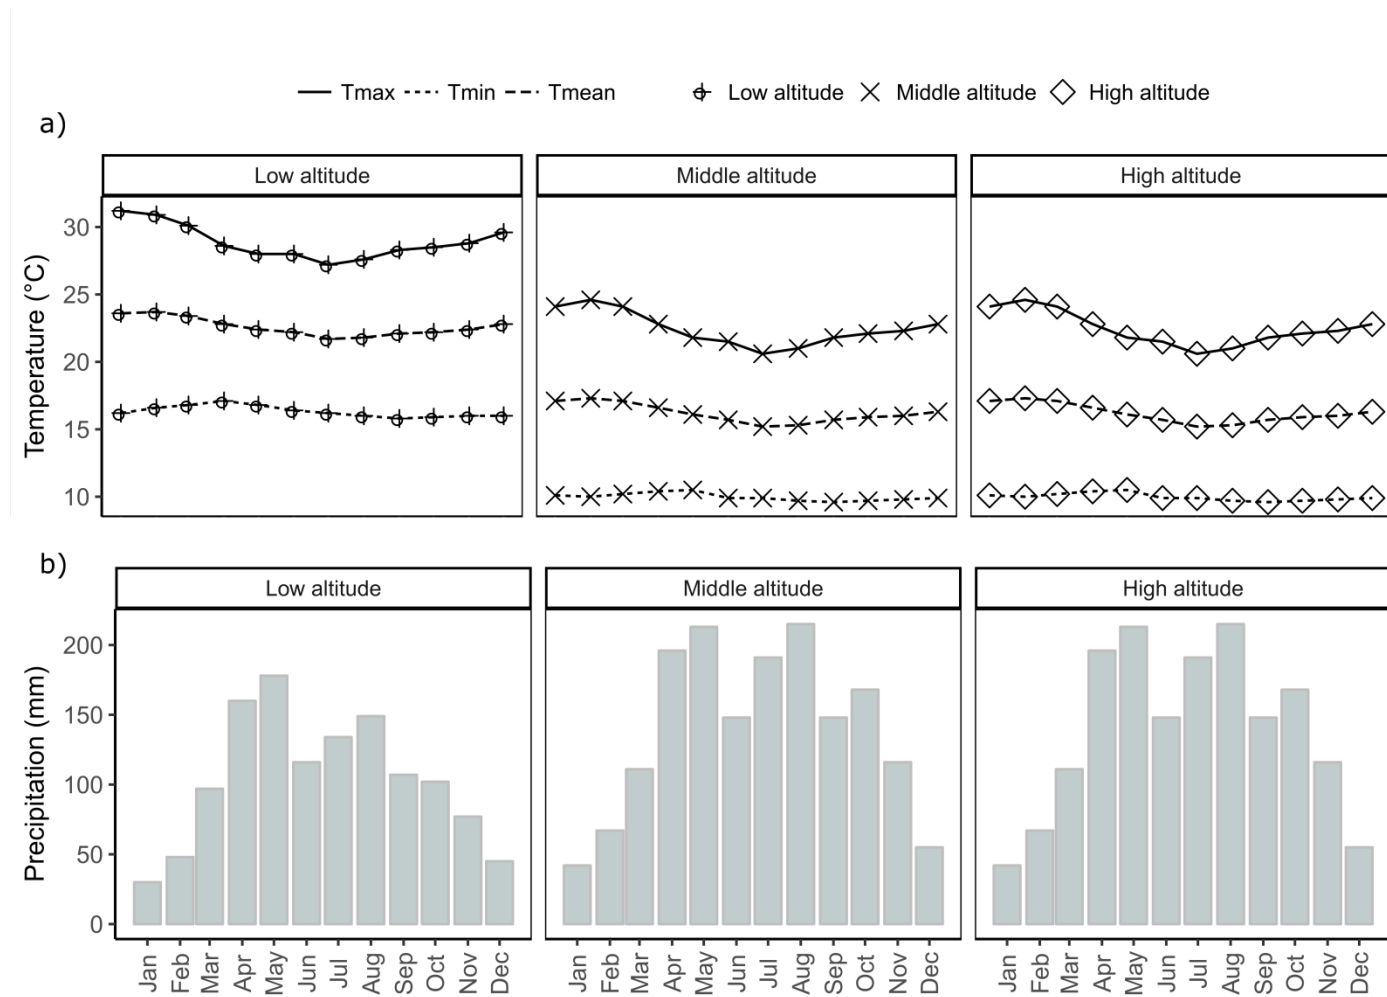 Tmax Tmin Tmean Low altitude Middle altitude High altitude
a)
Low altitude Middle altitude High altitude
Temperature (°C)
30
25
20
15
10
b)
Low altitude Middle altitude High altitude
Precipitation (mm)
200
150
100
50
0
Jan Feb Mar Apr May Jun Jul Aug Sep Oct Nov Dec Jan Feb Mar Apr May Jun Jul Aug Sep Oct Nov Dec Jan Feb Mar Apr May Jun Jul Aug Sep Oct Nov Dec